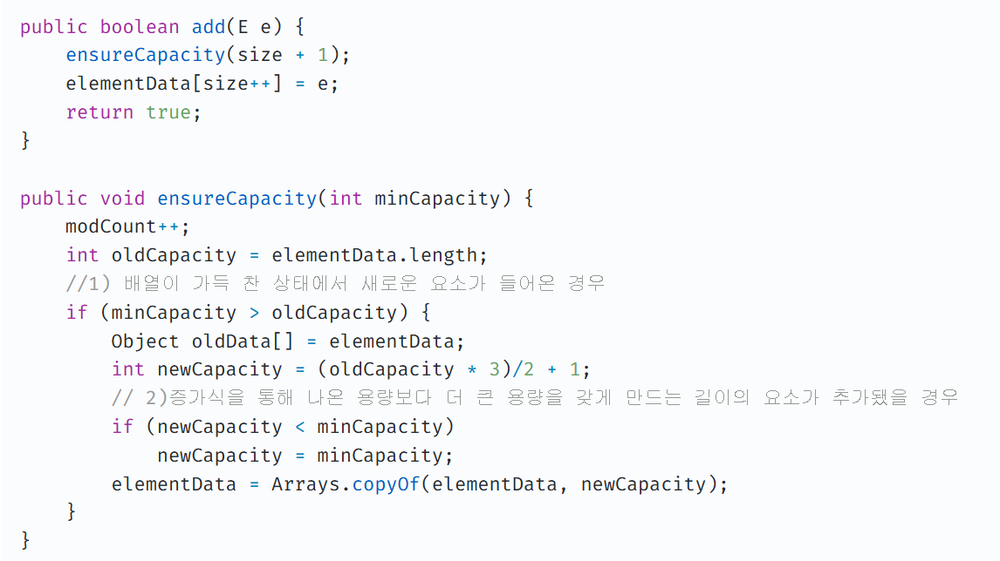 public boolean add(E e) {
    ensureCapacity(size + 1);
    elementData[size++] = e;
    return true;
}

public void ensureCapacity(int minCapacity) {
    modCount++;
    int oldCapacity = elementData.length;
    //1) 배열이 가득 찬 상태에서 새로운 요소가 들어온 경우
    if (minCapacity > oldCapacity) {
        Object oldData[] = elementData;
        int newCapacity = (oldCapacity * 3)/2 + 1;
        // 2)증가식을 통해 나온 용량보다 더 큰 용량을 갖게 만드는 길이의 요소가 추가됐을 경우
        if (newCapacity < minCapacity)
            newCapacity = minCapacity;
        elementData = Arrays.copyOf(elementData, newCapacity);
    }
}